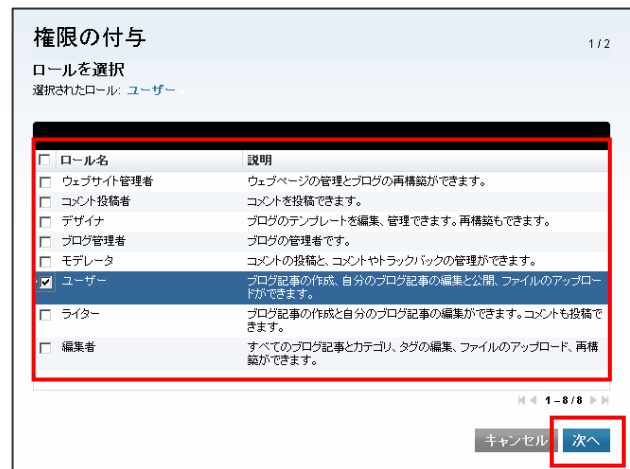 権限の付与
1 / 2
ロールを選択
選択されたロール: ユーザー
ロール名 説明
ウェブサイト管理者 ウェブページの管理とブログの再構築ができます。
コメント投稿者 コメントを投稿できます。
デザイナ ブログのテンプレートを編集、管理できます。再構築もできます。
ブログ管理者 ブログの管理者です。
モデレータ コメントの投稿と、コメントやトラックバックの管理ができます。
ユーザー ブログ記事の作成、自分のブログ記事の編集と公開、ファイルのアップロー
ドができます。
ライター ブログ記事の作成と自分のブログ記事の編集ができます。コメントも投稿で
きます。
編集者 すべてのブログ記事とカテゴリ、タグの編集、ファイルのアップロード、再構
築ができます。
1 – 8 / 8
キャンセル 次へ